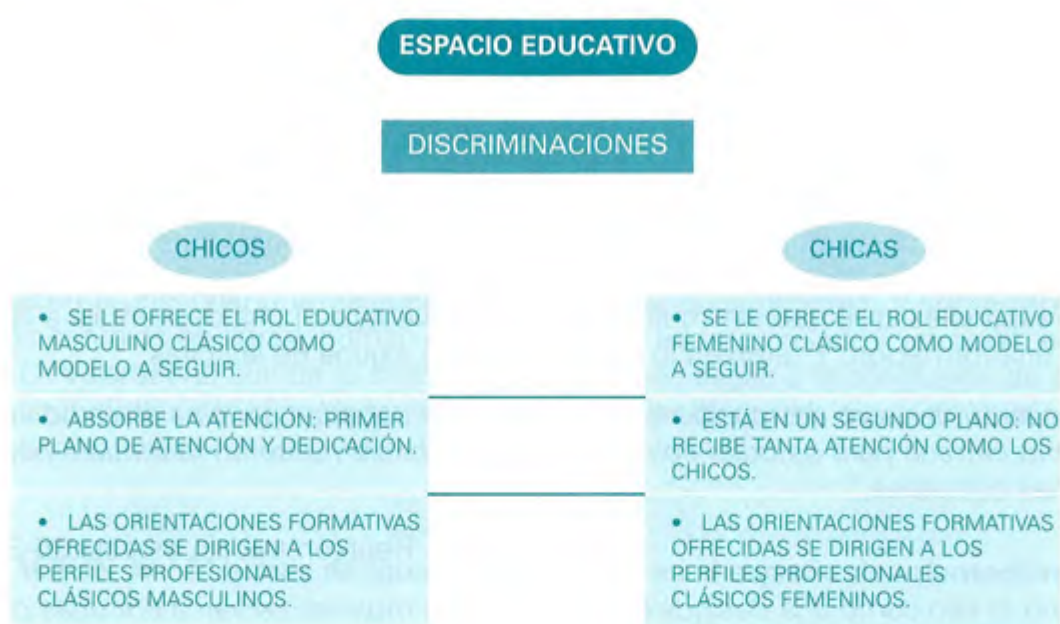 ESPACIO EDUCATIVO
DISCRIMINACIONES
CHICOS
• SE LE OFRECE EL ROL EDUCATIVO
MASCULINO CLÁSICO COMO
MODELO A SEGUIR.
• ABSORBE LA ATENCIÓN: PRIMER
PLANO DE ATENCIÓN Y DEDICACIÓN.
• LAS ORIENTACIONES FORMATIVAS
OFRECIDAS SE DIRIGEN A LOS
PERFILES PROFESIONALES
CLÁSICOS MASCULINOS.
CHICAS
• SE LE OFRECE EL ROL EDUCATIVO
FEMENINO CLÁSICO COMO MODELO
A SEGUIR.
• ESTÁ EN UN SEGUNDO PLANO: NO
RECIBE TANTA ATENCIÓN COMO LOS
CHICOS.
• LAS ORIENTACIONES FORMATIVAS
OFRECIDAS SE DIRIGEN A LOS
PERFILES PROFESIONALES
CLÁSICOS FEMENINOS.